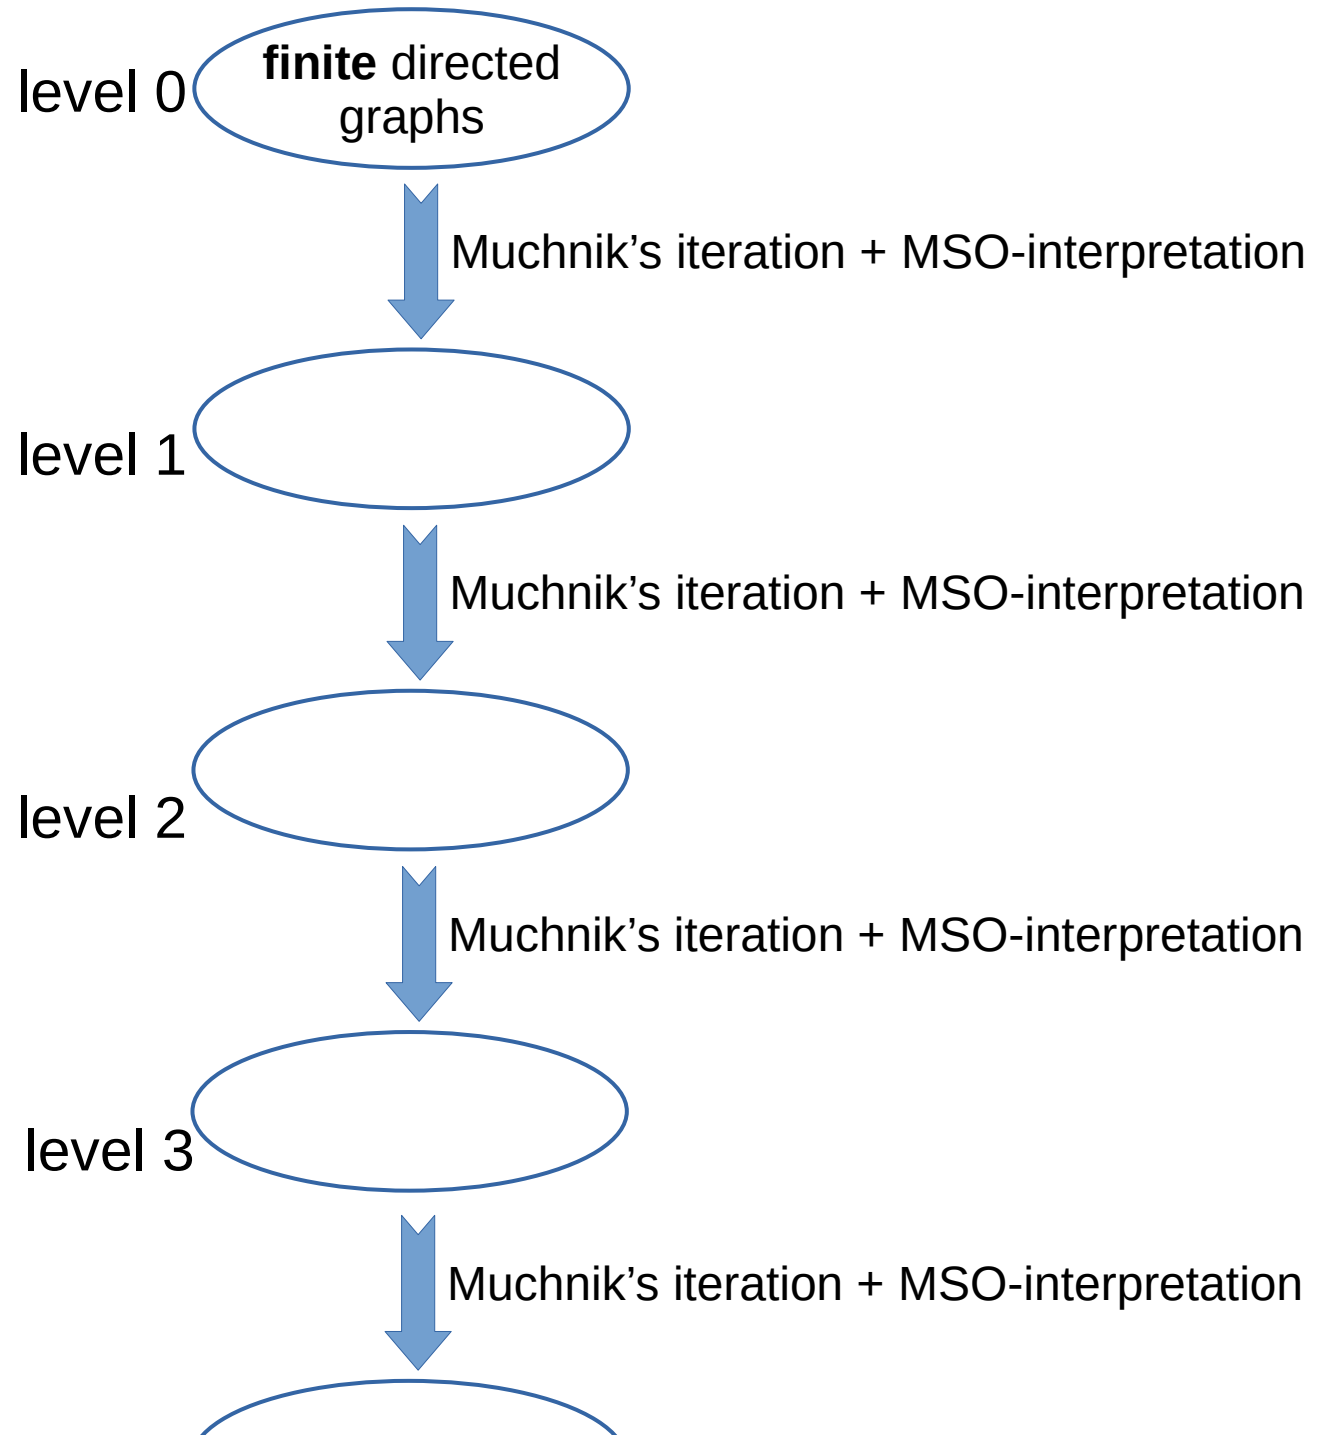 finite directed
graphs
level 0
Muchnik’s iteration + MSO-interpretation
level 1
Muchnik’s iteration + MSO-interpretation
level 2
Muchnik’s iteration + MSO-interpretation
level 3
Muchnik’s iteration + MSO-interpretation